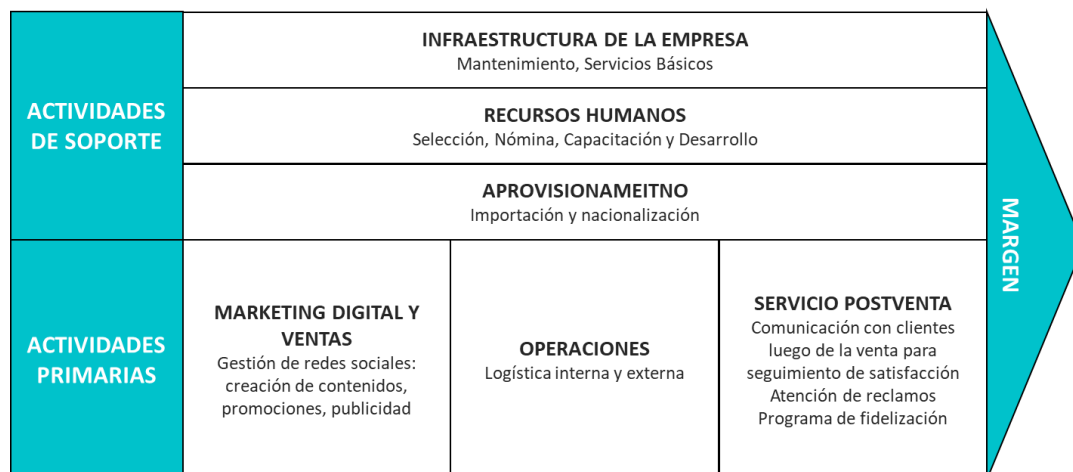 ACTIVIDADES
DE SOPORTE
INFRAESTRUCTURA DE LA EMPRESA
Mantenimiento, Servicios Básicos
RECURSOS HUMANOS
Selección, Nómina, Capacitación y Desarrollo
APROVISIONAMEITNO
Importación y nacionalización
ACTIVIDADES
PRIMARIAS
MARKETING DIGITAL Y
VENTAS
Gestión de redes sociales:
creación de contenidos,
promociones, publicidad
OPERACIONES
Logística interna y externa
SERVICIO POSTVENTA
Comunicación con clientes
luego de la venta para
seguimiento de satisfacción
Atención de reclamos
Programa de fidelización
MARGEN